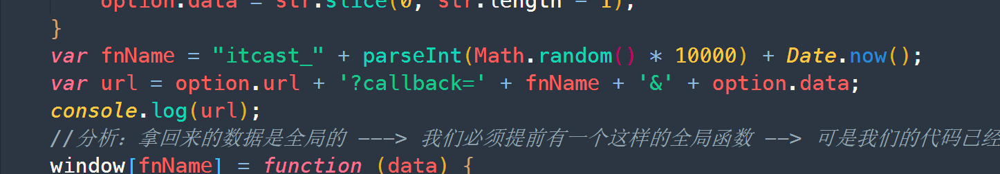 option.data = str.slice(0, str.length - 1);
}
var fnName = "itcast_" + parseInt(Math.random() * 10000) + Date.now();
var url = option.url + '?callback=' + fnName + '&' + option.data;
console.log(url);
//分析：拿回来的数据是全局的 ---> 我们必须提前有一个这样的全局函数 --> 可是我们的代码已经
window[fnName] = function (data) {